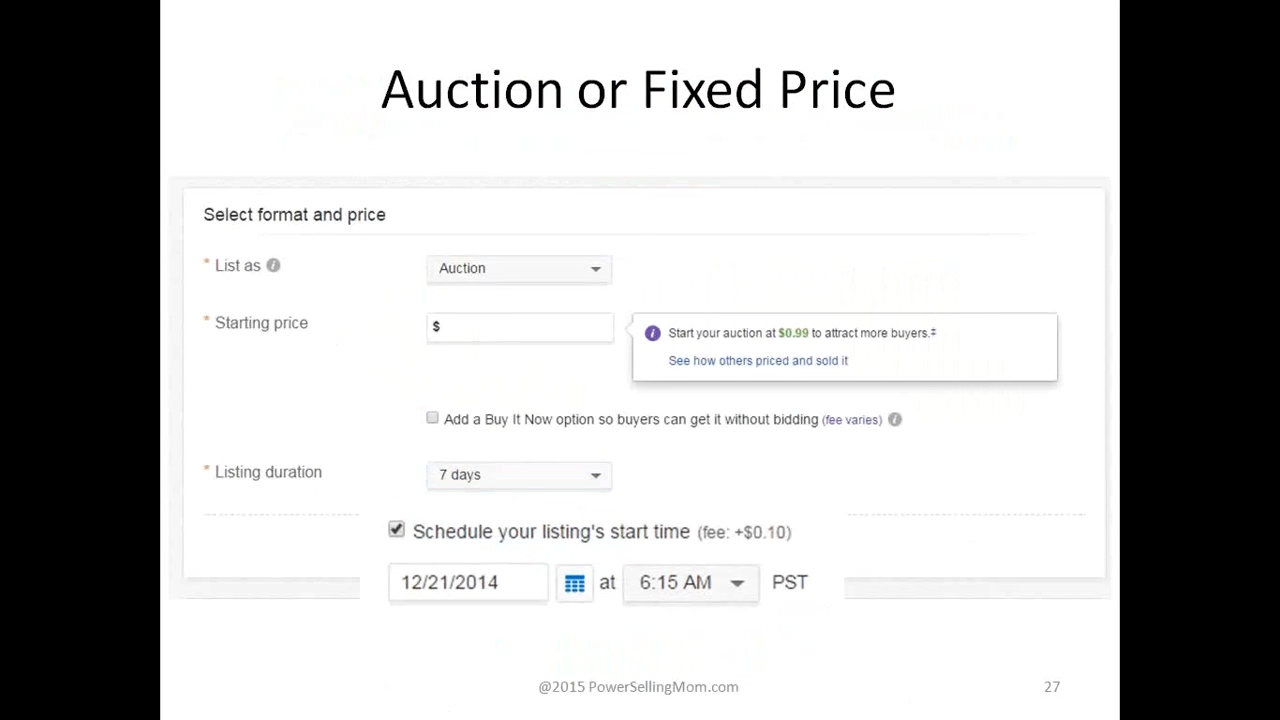 Auction or Fixed Price
Select format and price
* List as
Auction
* Starting price
$
Start your auction at $0.99 to attract more buyers.‡
See how others priced and sold it
Add a Buy It Now option so buyers can get it without bidding (fee varies)
* Listing duration
7 days
Schedule your listing's start time (fee: +$0.10)
12/21/2014 at 6:15 AM PST
@2015 PowerSellingMom.com
27